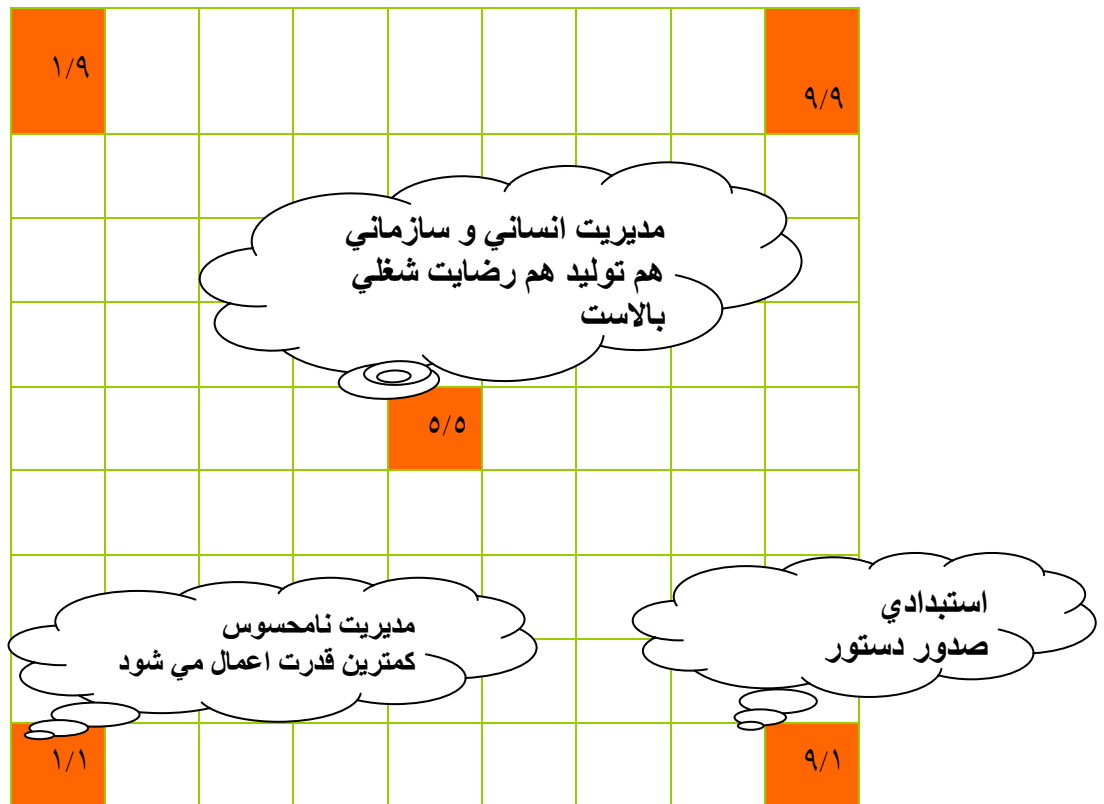 ۱/۹
۹/۹
مديريت انساني و سازماني
هم توليد هم رضايت شغلي
بالاست
۵/۵
مديريت نامحسوس
كمترين قدرت اعمال مي شود
استبدادي
صدور دستور
۱/۱
۹/۱